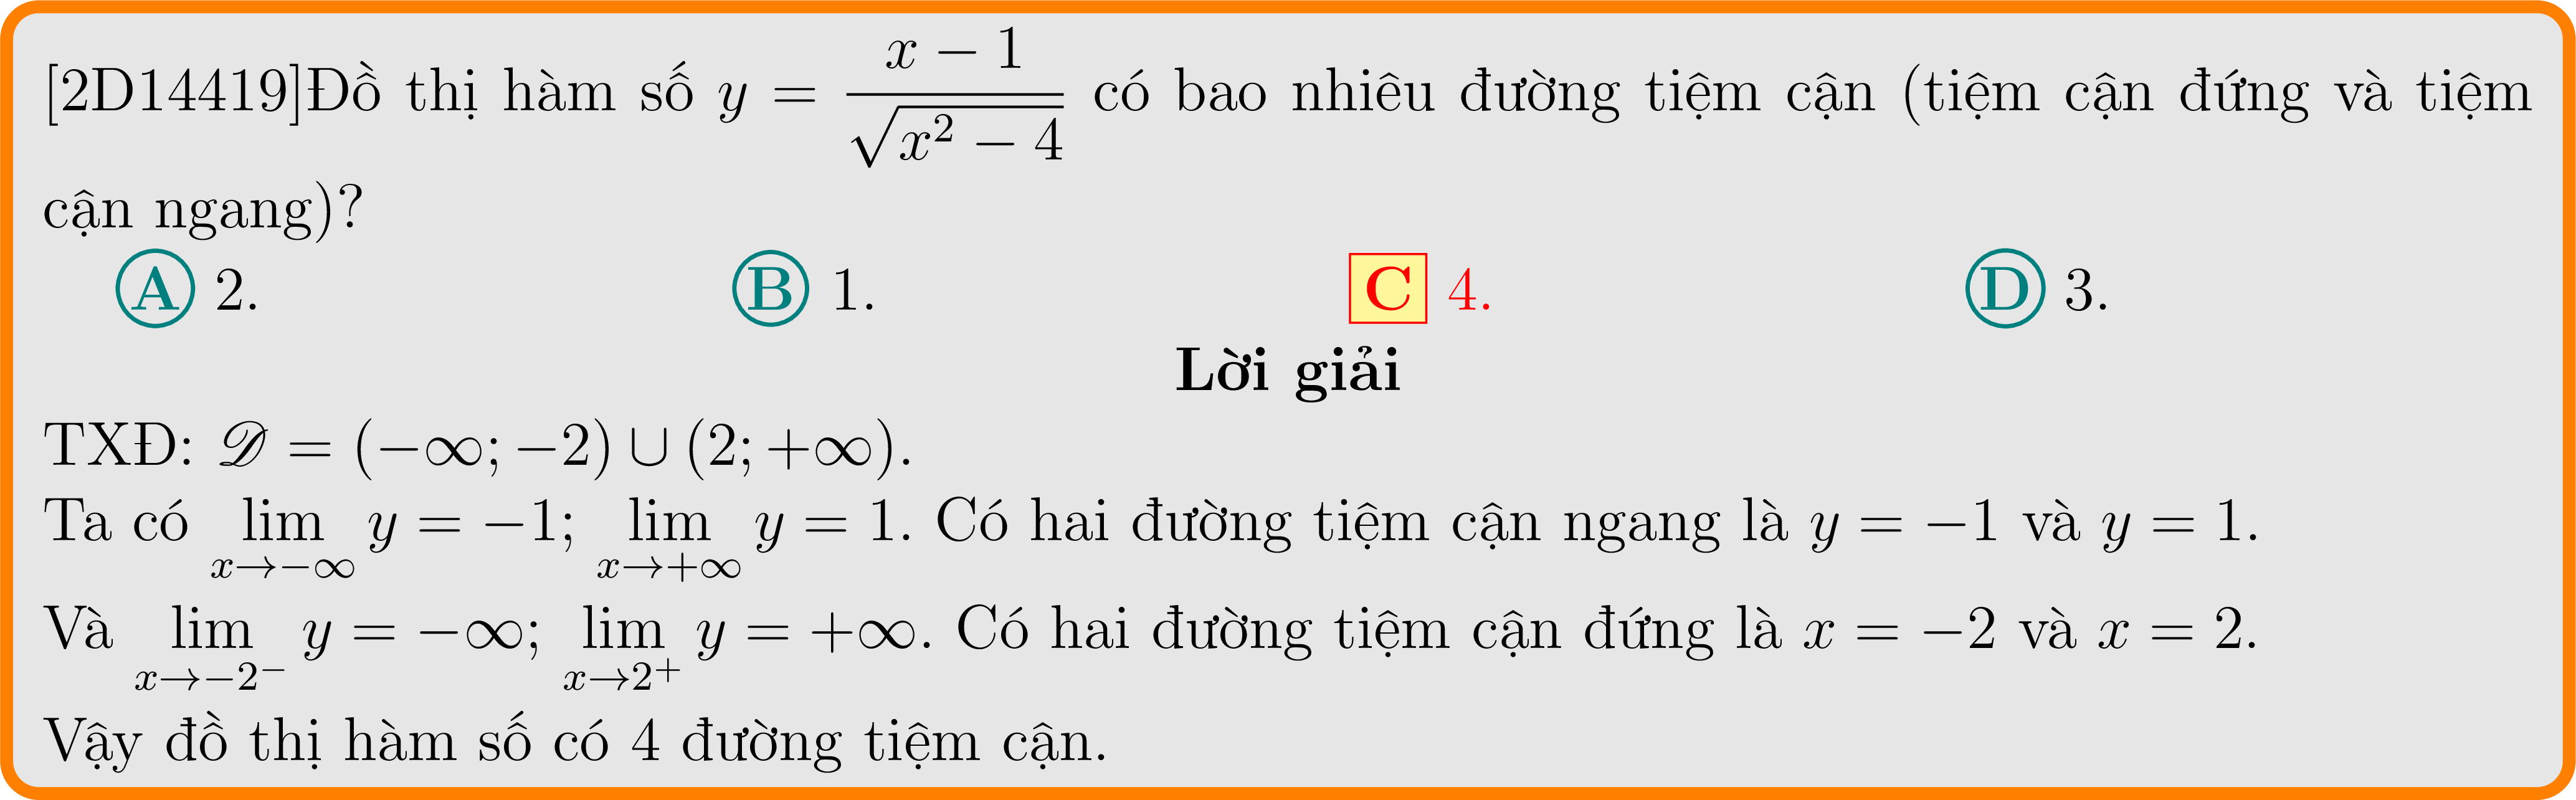 [2D14419]Đồ thị hàm số $y = \dfrac{x-1}{\sqrt{x^2-4}}$ có bao nhiêu đường tiệm cận (tiệm cận đứng và tiệm
cận ngang)?
A 2. B 1. C 4. D 3.
Lời giải
TXĐ: $\mathscr{D} = (-\infty; -2) \cup (2; +\infty)$.
Ta có $\lim\limits_{x \to -\infty} y = -1$; $\lim\limits_{x \to +\infty} y = 1$. Có hai đường tiệm cận ngang là $y = -1$ và $y = 1$.
Và $\lim\limits_{x \to -2^-} y = -\infty$; $\lim\limits_{x \to 2^+} y = +\infty$. Có hai đường tiệm cận đứng là $x = -2$ và $x = 2$.
Vậy đồ thị hàm số có 4 đường tiệm cận.